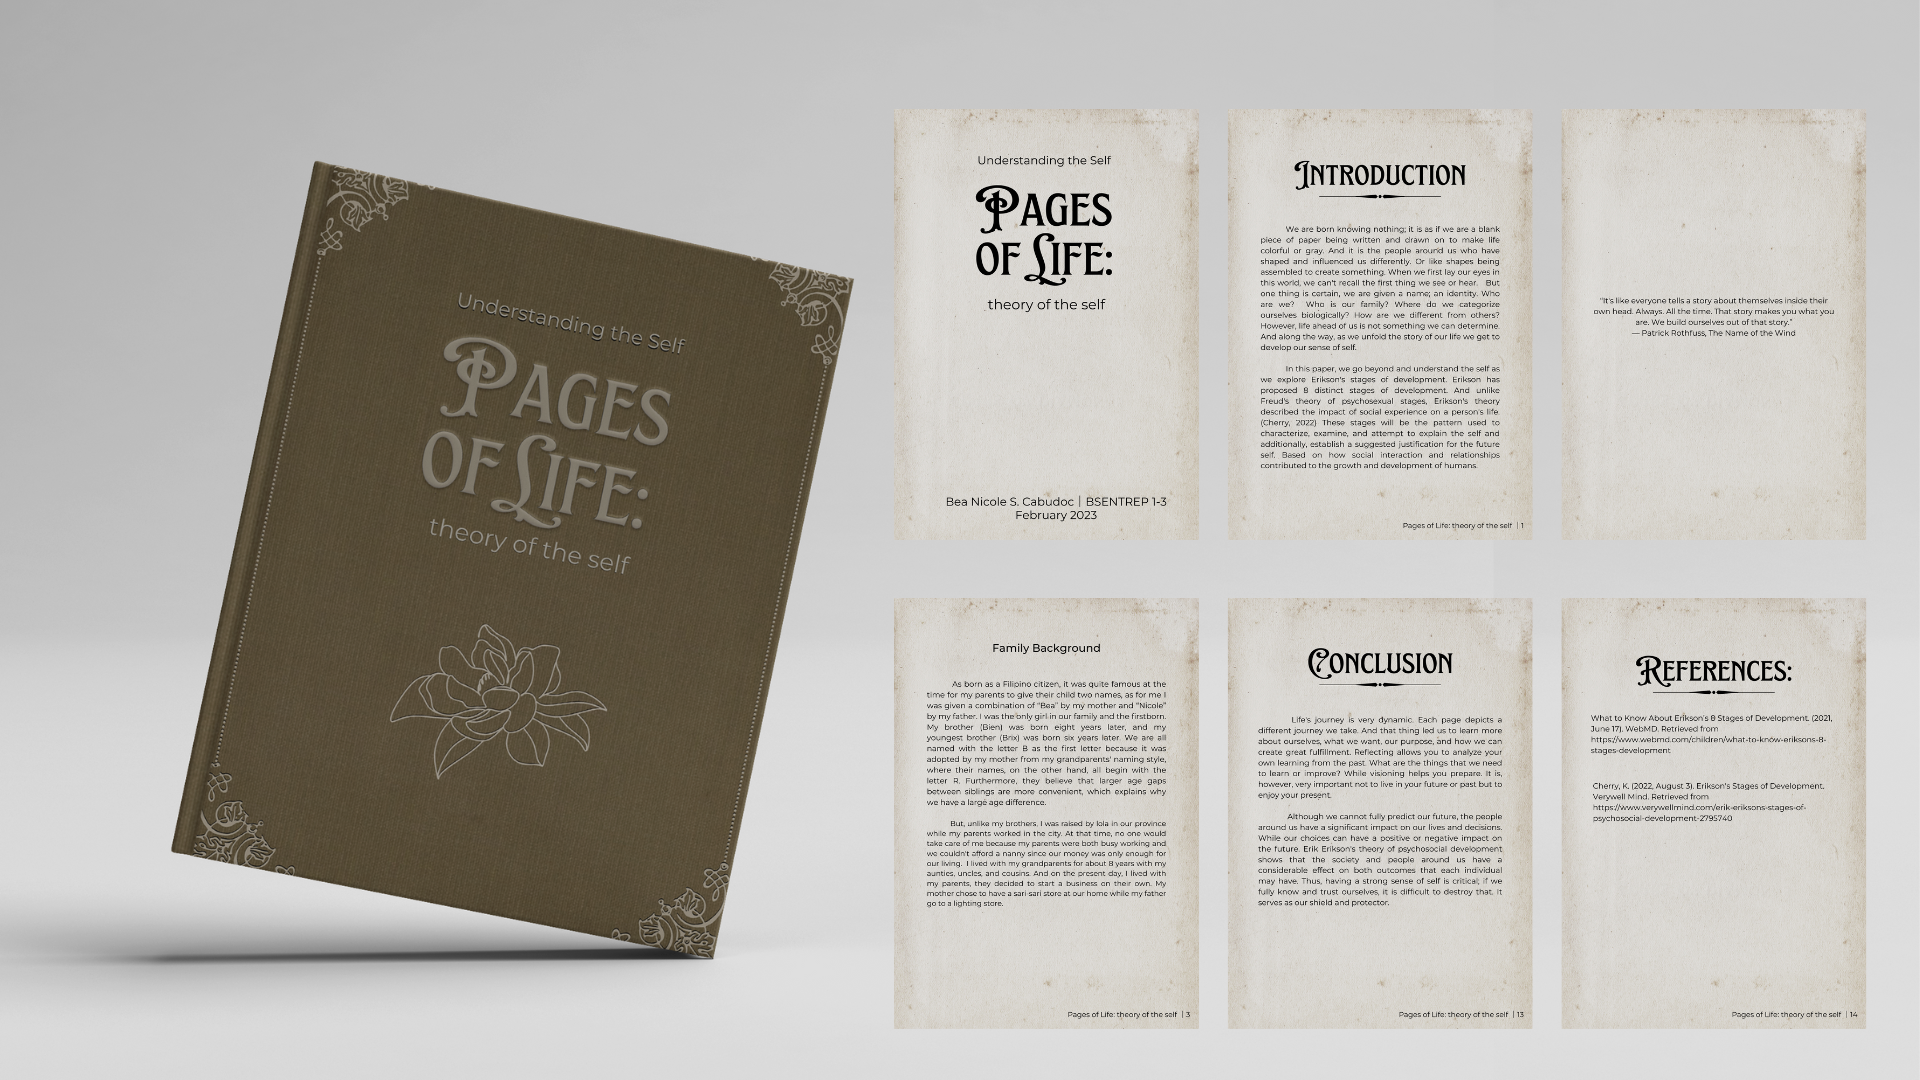 Understanding the Self
PAGES
OF LIFE:
theory of the self
Understanding the Self
PAGES
OF LIFE:
theory of the self
Bea Nicole S. Cabudoc | BSENTREP 1-3
February 2023
INTRODUCTION
We are born knowing nothing; it is as if we are a blank
piece of paper being written and drawn on to make life
colorful or gray. And it is the people around us who have
shaped and influenced us differently. Or like shapes being
assembled to create something. When we first lay our eyes in
this world, we can't recall the first thing we see or hear. But
one thing is certain, we are given a name; an identity. Who
are we? Who is our family? Where do we categorize
ourselves biologically? How are we different from others?
However, life ahead of us is not something we can determine.
And along the way, as we unfold the story of our life we get to
develop our sense of self.
In this paper, we go beyond and understand the self as
we explore Erikson's stages of development. Erikson has
proposed 8 distinct stages of development. And unlike
Freud's theory of psychosexual stages, Erikson's theory
described the impact of social experience on a person's life.
(Cherry, 2022) These stages will be the pattern used to
characterize, examine, and attempt to explain the self and
additionally, establish a suggested justification for the future
self. Based on how social interaction and relationships
contributed to the growth and development of humans.
Pages of Life: theory of the self | 1
"It's like everyone tells a story about themselves inside their
own head. Always. All the time. That story makes you what you
are. We build ourselves out of that story."
— Patrick Rothfuss, The Name of the Wind
Family Background
As born as a Filipino citizen, it was quite famous at the
time for my parents to give their child two names, as for me I
was given a combination of "Bea" by my mother and "Nicole"
by my father. I was the only girl in our family and the firstborn.
My brother (Bien) was born eight years later, and my
youngest brother (Brix) was born six years later. We are all
named with the letter B as the first letter because it was
adopted by my mother from my grandparents' naming style,
where their names, on the other hand, all begin with the
letter R. Furthermore, they believe that larger age gaps
between siblings are more convenient, which explains why
we have a large age difference.
But, unlike my brothers, I was raised by lola in our province
while my parents worked in the city. At that time, no one would
take care of me because my parents were both busy working and
we couldn't afford a nanny since our money was only enough for
our living. I lived with my grandparents for about 8 years with my
aunties, uncles, and cousins. And on the present day, I lived with
my parents, they decided to start a business on their own. My
mother chose to have a sari-sari store at our home while my father
go to a lighting store.
Pages of Life: theory of the self | 3
CONCLUSION
Life's journey is very dynamic. Each page depicts a
different journey we take. And that thing led us to learn more
about ourselves, what we want, our purpose, and how we can
create great fulfillment. Reflecting allows you to analyze your
own learning from the past. What are the things that we need
to learn or improve? While visioning helps you prepare. It is,
however, very important not to live in your future or past but to
enjoy your present.
Although we cannot fully predict our future, the people
around us have a significant impact on our lives and decisions.
While our choices can have a positive or negative impact on
the future. Erik Erikson's theory of psychosocial development
shows that the society and people around us have a
considerable effect on both outcomes that each individual
may have. Thus, having a strong sense of self is critical; if we
fully know and trust ourselves, it is difficult to destroy that. It
serves as our shield and protector.
Pages of Life: theory of the self | 13
REFERENCES:
What to Know About Erikson's 8 Stages of Development. (2021,
June 17). WebMD. Retrieved from
https://www.webmd.com/children/what-to-know-eriksons-8-
stages-development
Cherry, K. (2022, August 3). Erikson's Stages of Development.
Verywell Mind. Retrieved from
https://www.verywellmind.com/erik-eriksons-stages-of-
psychosocial-development-2795740
Pages of Life: theory of the self | 14